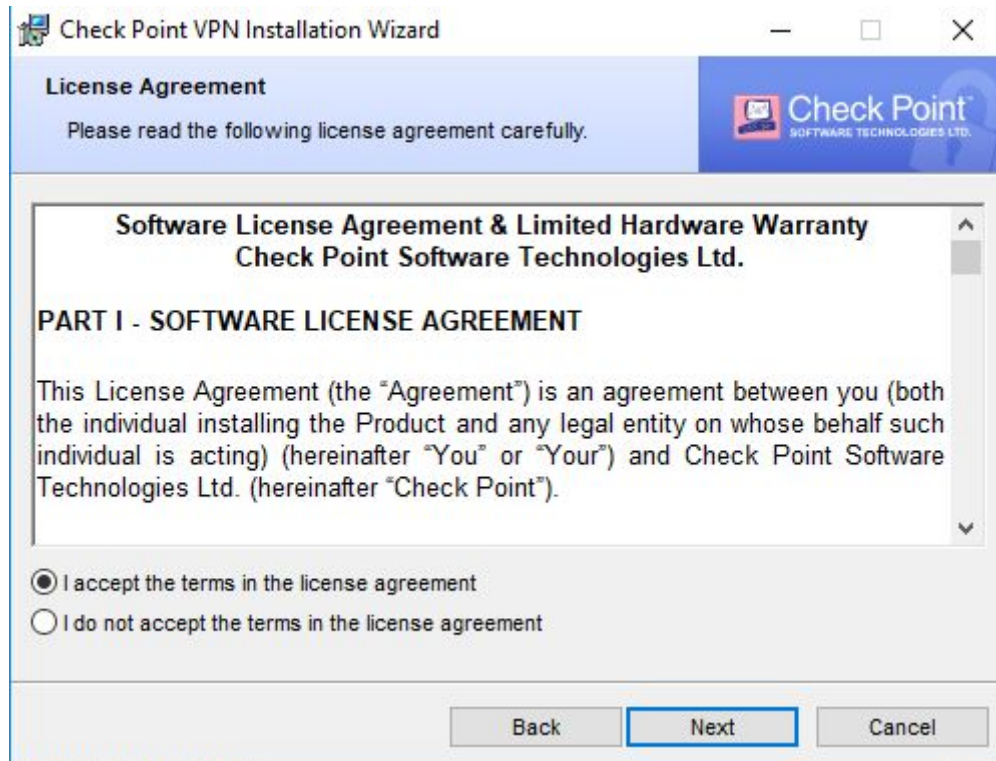 Check Point VPN Installation Wizard
License Agreement
Please read the following license agreement carefully.
Check Point™
SOFTWARE TECHNOLOGIES LTD.
Software License Agreement & Limited Hardware Warranty
Check Point Software Technologies Ltd.
PART I - SOFTWARE LICENSE AGREEMENT
This License Agreement (the “Agreement”) is an agreement between you (both
the individual installing the Product and any legal entity on whose behalf such
individual is acting) (hereinafter “You” or “Your”) and Check Point Software
Technologies Ltd. (hereinafter “Check Point”).
I accept the terms in the license agreement
I do not accept the terms in the license agreement
Back Next Cancel